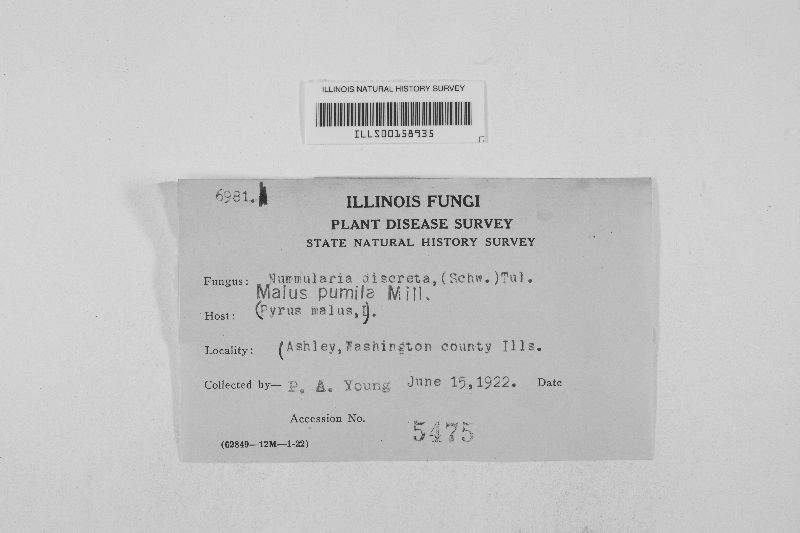 ILLINOIS NATURAL HISTORY SURVEY
ILLS00158935
6981.
ILLINOIS FUNGI
PLANT DISEASE SURVEY
STATE NATURAL HISTORY SURVEY
Fungus: Nummularia discreta,(Schw.)Tul.
Malus pumila Mill.
Host: (Pyrus malus,L).
Locality: (Ashley,Washington county Ills.
Collected by— P. A. Young June 15,1922. Date
Accession No. 5475
(62849—12M—1-22)